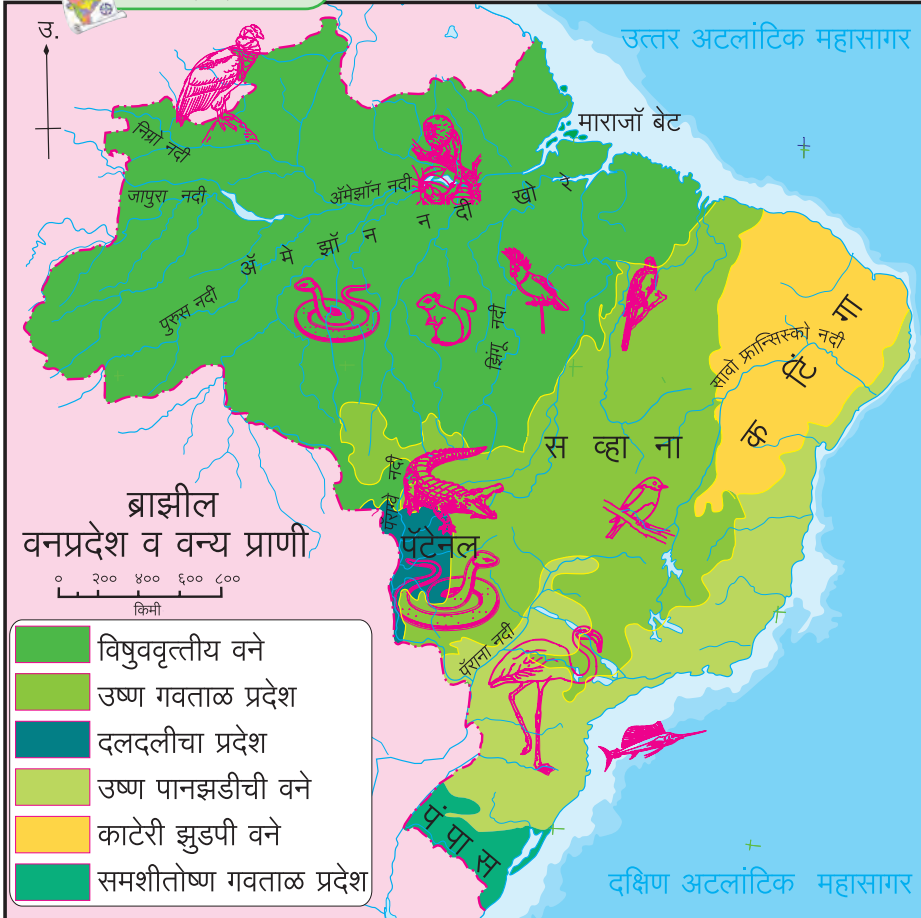 उ.
उत्तर अटलांटिक महासागर
माराजॉ बेट
निग्रो नदी
जापुरा नदी
ॲमेझॉन नदी
ॲमेझॉन नदी खोरे
पुरुस नदी
झिंगू नदी
सावो फ्रान्सिस्को नदी
कटिंगा
सव्हाना
पॅराग्वे नदी
पॅटेनल
ब्राझील
वनप्रदेश व वन्य प्राणी
० २०० ४०० ६०० ८००
किमी
पॅराना नदी
विषुववृत्तीय वने
उष्ण गवताळ प्रदेश
दलदलीचा प्रदेश
उष्ण पानझडीची वने
काटेरी झुडपी वने
समशीतोष्ण गवताळ प्रदेश
पंपास
दक्षिण अटलांटिक महासागर